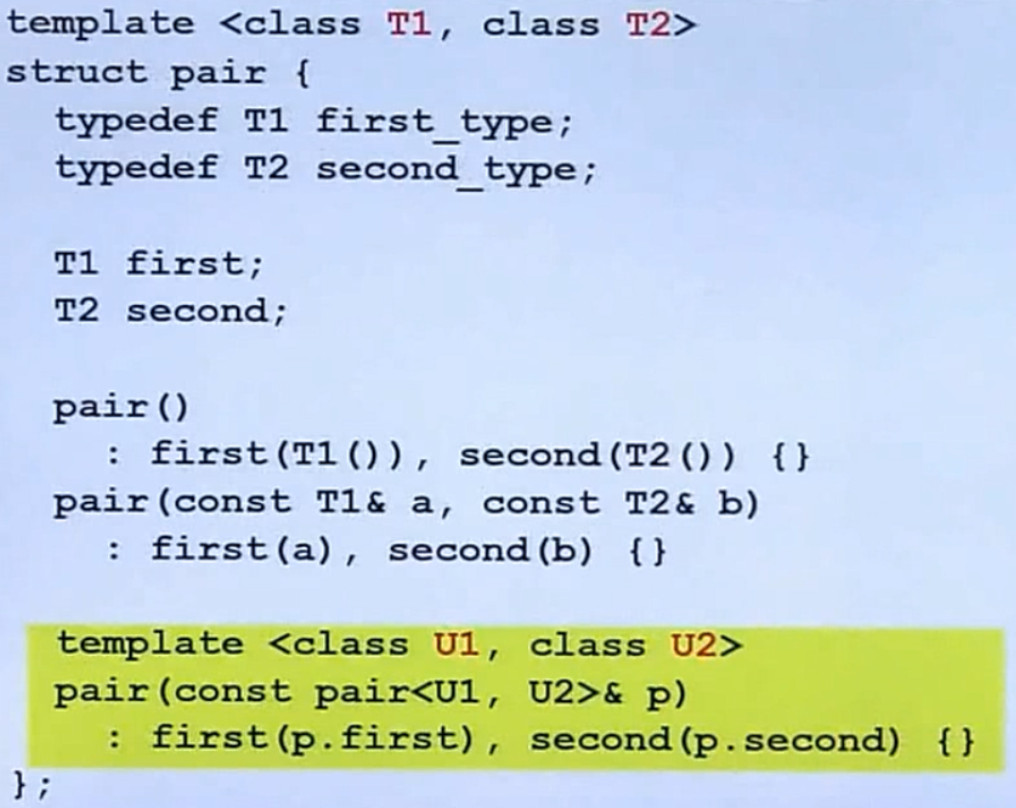 template <class T1, class T2>
struct pair {
  typedef T1 first_type;
  typedef T2 second_type;

  T1 first;
  T2 second;

  pair()
    : first(T1()), second(T2()) {}
  pair(const T1& a, const T2& b)
    : first(a), second(b) {}

  template <class U1, class U2>
  pair(const pair<U1, U2>& p)
    : first(p.first), second(p.second) {}
};